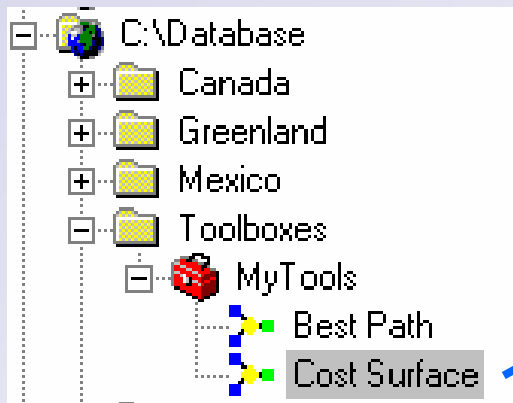 C:\Database
Canada
Greenland
Mexico
Toolboxes
MyTools
Best Path
Cost Surface